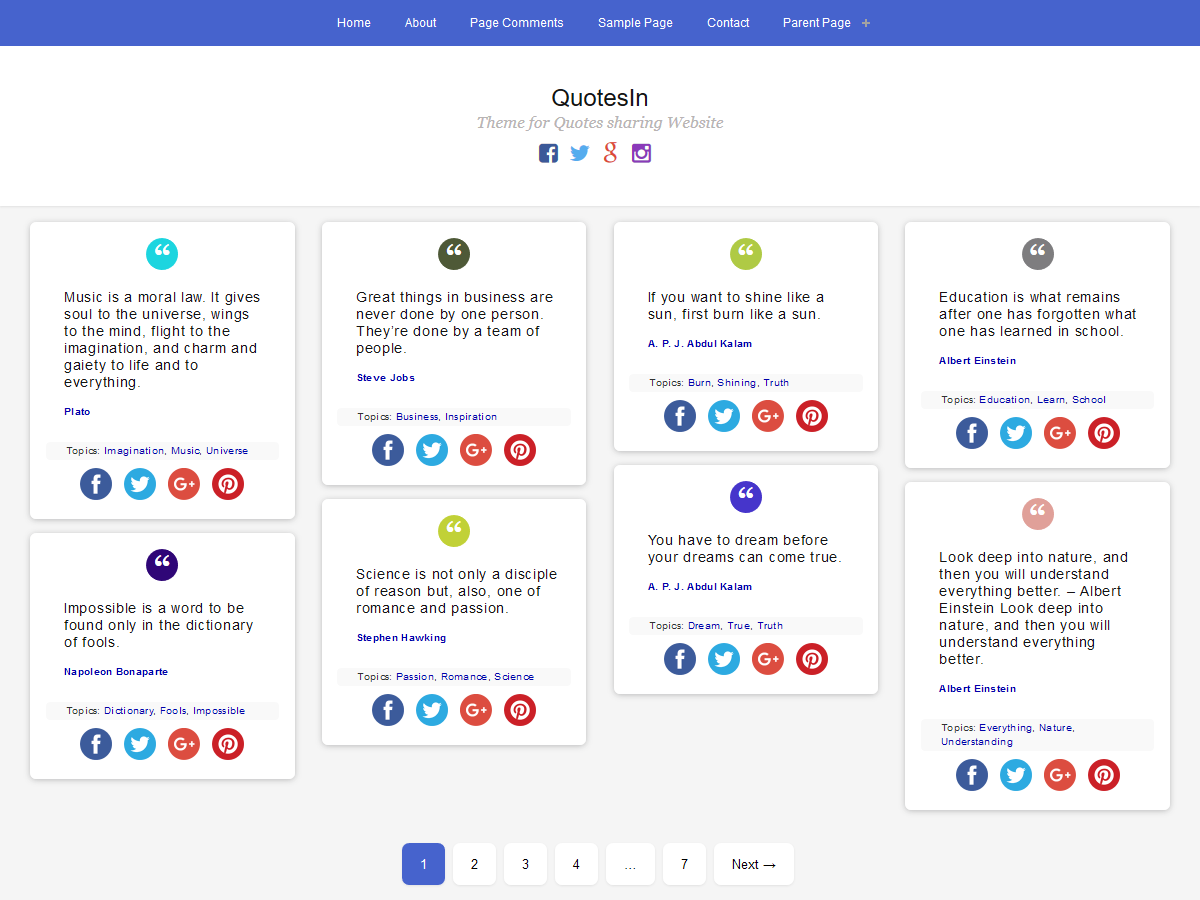 Home About Page Comments Sample Page Contact Parent Page +
QuotesIn
Theme for Quotes sharing Website
Music is a moral law. It gives
soul to the universe, wings
to the mind, flight to the
imagination, and charm and
gaiety to life and to
everything.
Plato
Topics: Imagination, Music, Universe
Impossible is a word to be
found only in the dictionary
of fools.
Napoleon Bonaparte
Topics: Dictionary, Fools, Impossible
Great things in business are
never done by one person.
They're done by a team of
people.
Steve Jobs
Topics: Business, Inspiration
Science is not only a disciple
of reason but, also, one of
romance and passion.
Stephen Hawking
Topics: Passion, Romance, Science
If you want to shine like a
sun, first burn like a sun.
A. P. J. Abdul Kalam
Topics: Burn, Shining, Truth
You have to dream before
your dreams can come true.
A. P. J. Abdul Kalam
Topics: Dream, True, Truth
Education is what remains
after one has forgotten what
one has learned in school.
Albert Einstein
Topics: Education, Learn, School
Look deep into nature, and
then you will understand
everything better. – Albert
Einstein Look deep into
nature, and then you will
understand everything
better.
Albert Einstein
Topics: Everything, Nature,
Understanding
1 2 3 4 … 7 Next →